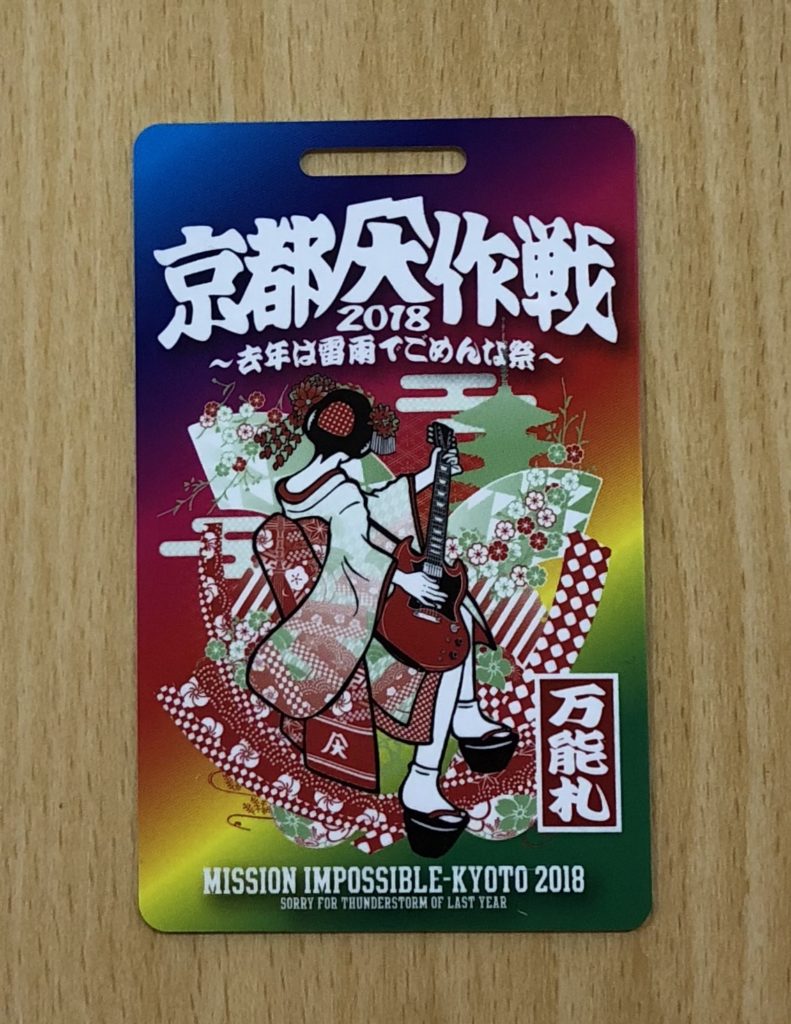 京都大作戦
2018
～去年は雷雨でごめんな祭～
万能札
MISSION IMPOSSIBLE-KYOTO 2018
SORRY FOR THUNDERSTORM OF LAST YEAR